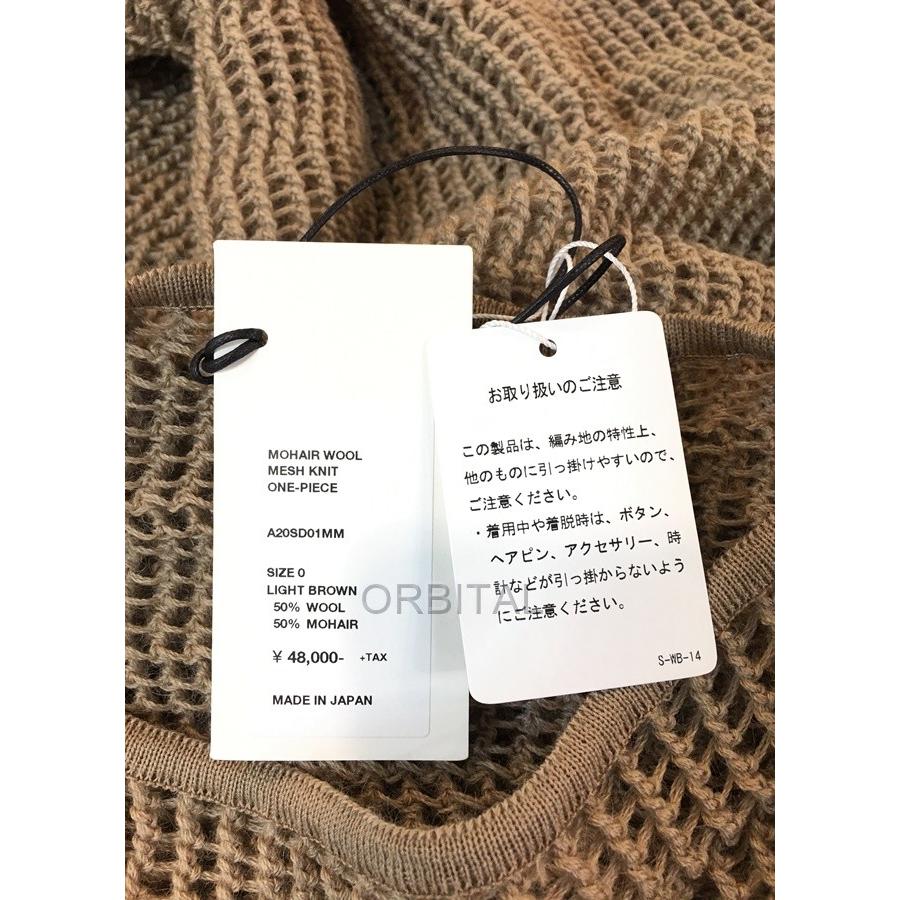 MOHAIR WOOL
MESH KNIT
ONE-PIECE
A20SD01MM
SIZE 0
LIGHT BROWN
50% WOOL
50% MOHAIR
¥ 48,000- +TAX
MADE IN JAPAN
お取り扱いのご注意
この製品は、編み地の特性上、
他のものに引っ掛けやすいので、
ご注意ください。
・着用中や着脱時は、ボタン、
ヘアピン、アクセサリー、時
計などが引っ掛からないよう
にご注意ください。
S-WB-14
ORBITAL